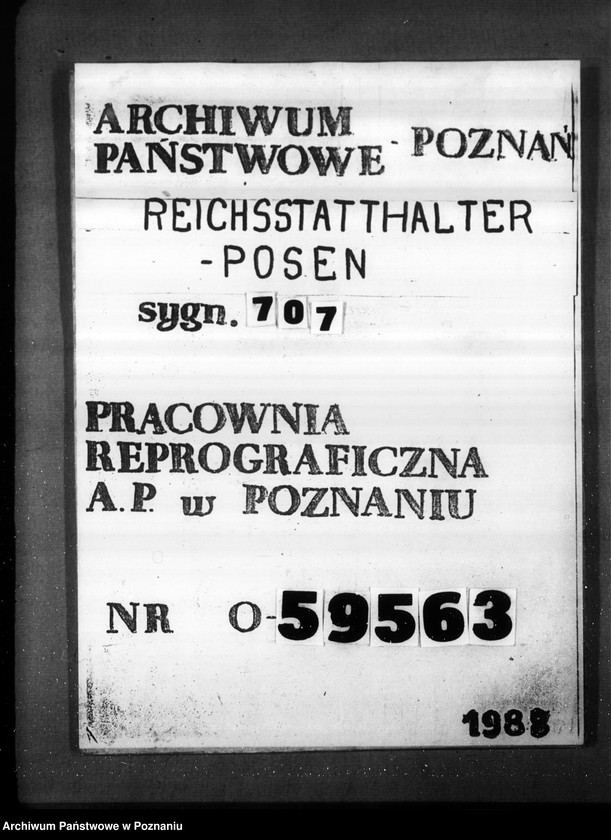 ARCHIWUM
PAŃSTWOWE - POZNAŃ
REICHSSTATTHALTER
-POSEN
sygn. 707
PRACOWNIA
REPROGRAFICZNA
A.P. w POZNANIU
NR O-59563
1988
Archiwum Państwowe w Poznaniu